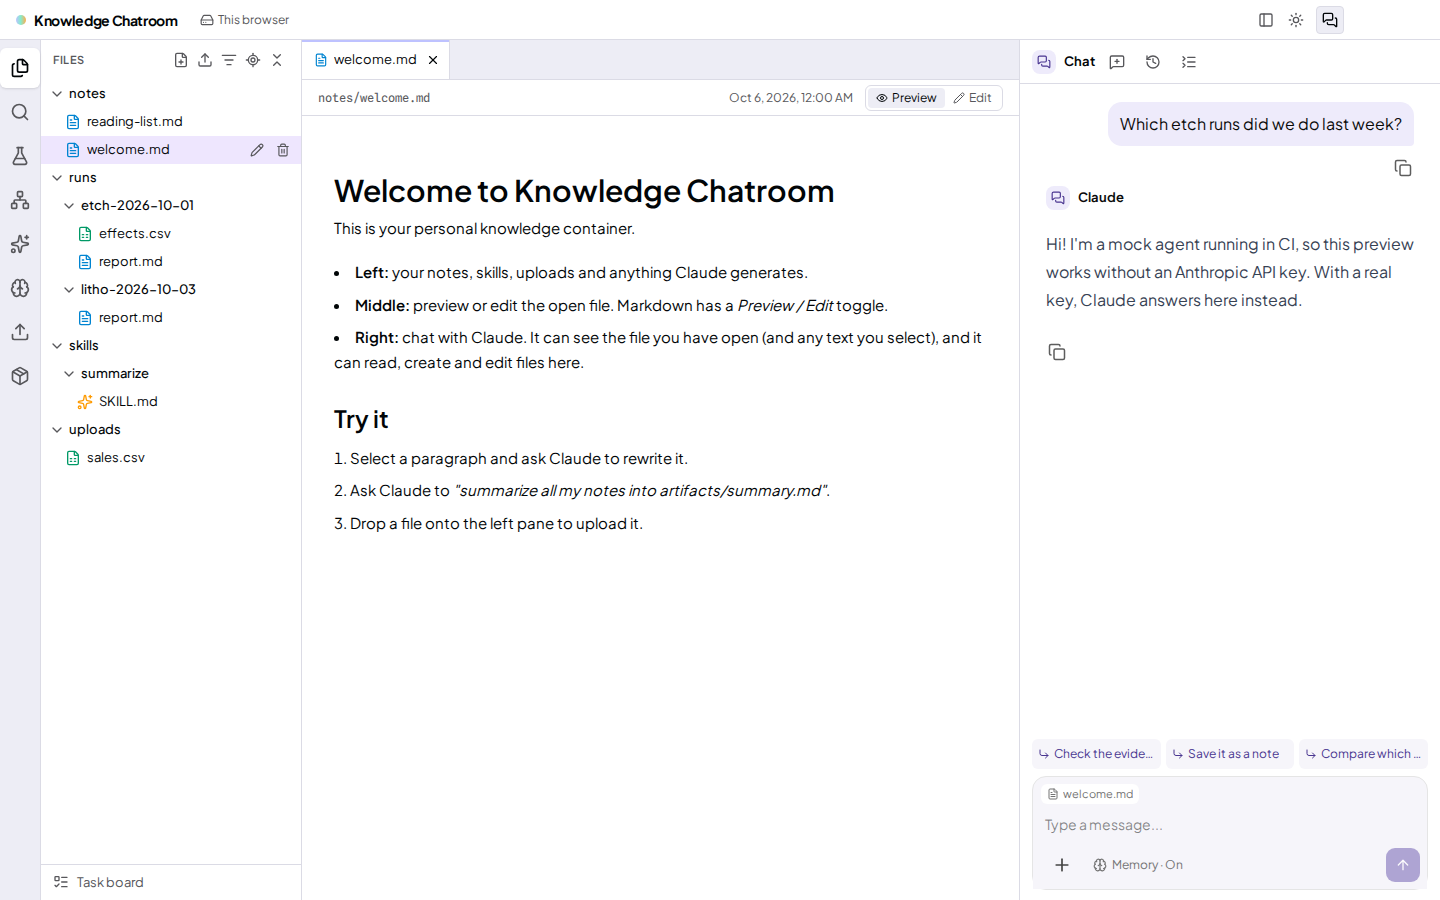 Knowledge Chatroom
This browser
FILES
notes
reading-list.md
welcome.md
runs
etch-2026-10-01
effects.csv
report.md
litho-2026-10-03
report.md
skills
summarize
SKILL.md
uploads
sales.csv
Task board
welcome.md
notes/welcome.md
Oct 6, 2026, 12:00 AM
Preview
Edit
Welcome to Knowledge Chatroom
This is your personal knowledge container.
• Left: your notes, skills, uploads and anything Claude generates.
• Middle: preview or edit the open file. Markdown has a Preview / Edit toggle.
• Right: chat with Claude. It can see the file you have open (and any text you select), and it
can read, create and edit files here.
Try it
1. Select a paragraph and ask Claude to rewrite it.
2. Ask Claude to "summarize all my notes into artifacts/summary.md".
3. Drop a file onto the left pane to upload it.
Chat
Which etch runs did we do last week?
Claude
Hi! I'm a mock agent running in CI, so this preview
works without an Anthropic API key. With a real
key, Claude answers here instead.
Check the evide...
Save it as a note
Compare which ...
welcome.md
Type a message...
Memory · On